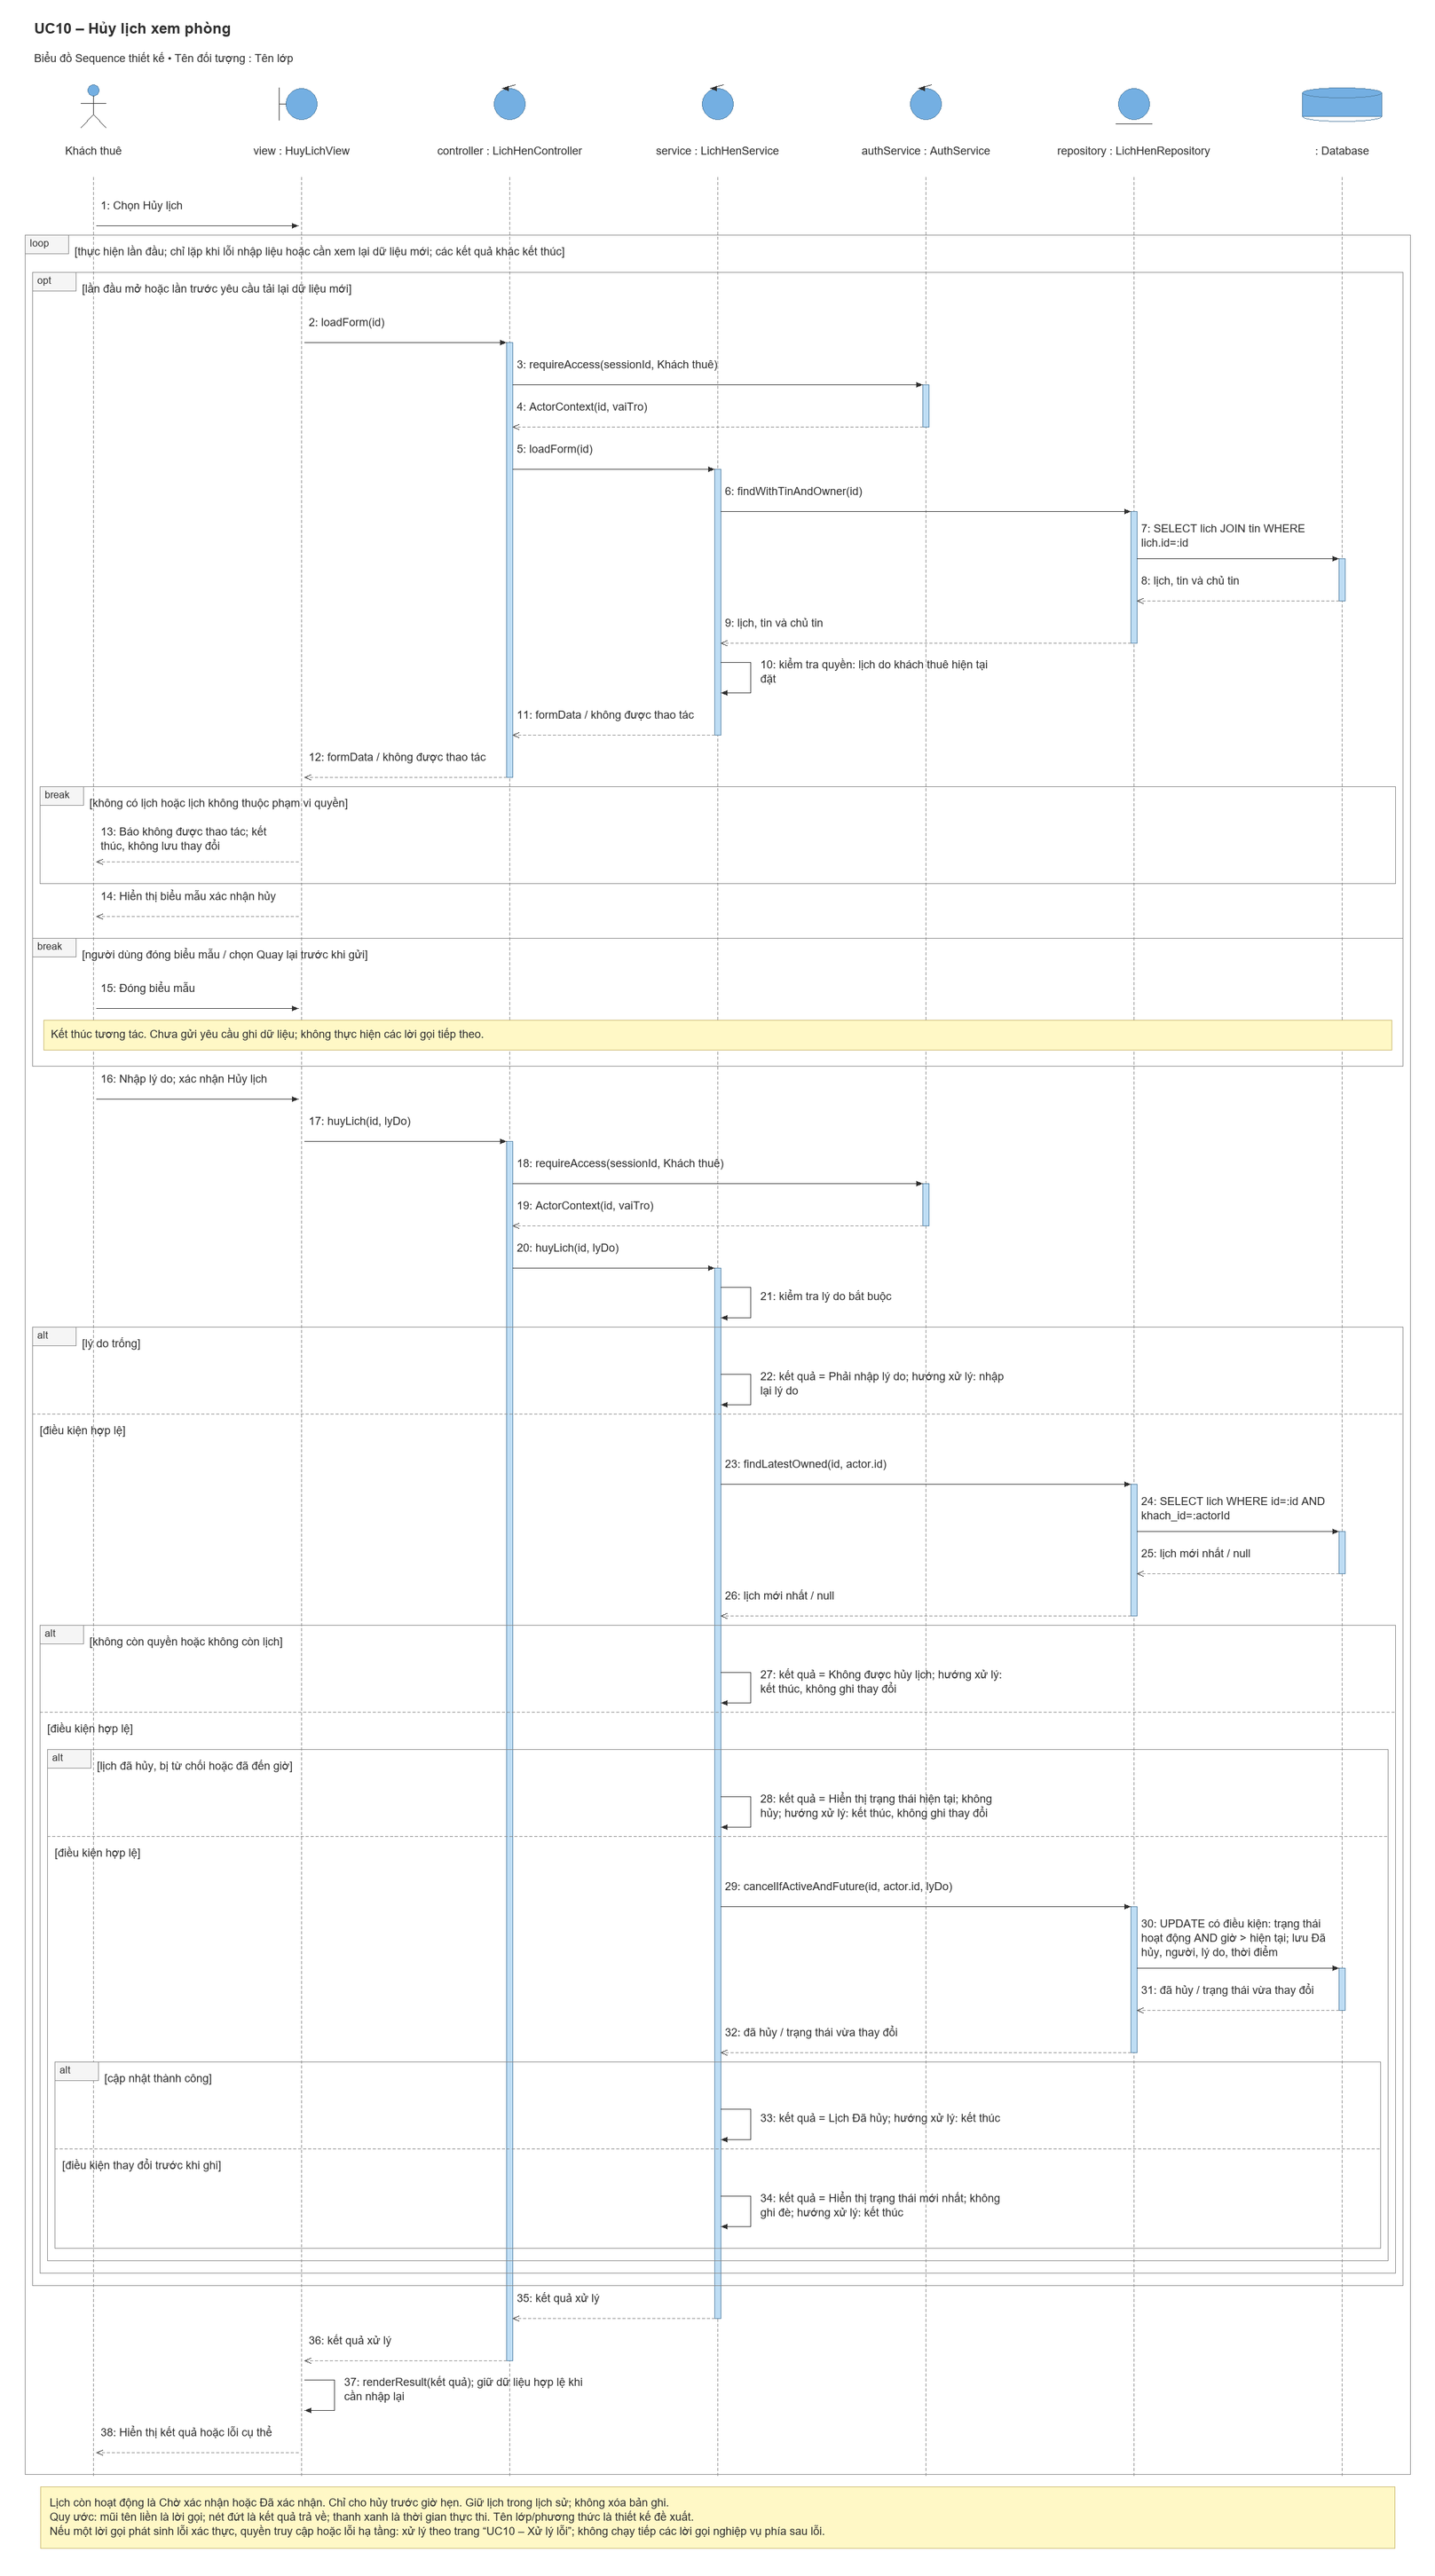 UC10 – Hủy lịch xem phòng
Biểu đồ Sequence thiết kế • Tên đối tượng : Tên lớp
Khách thuê
view : HuyLichView
controller : LichHenController
service : LichHenService
authService : AuthService
repository : LichHenRepository
: Database
1: Chọn Hủy lịch
loop
[thực hiện lần đầu; chỉ lặp khi lỗi nhập liệu hoặc cần xem lại dữ liệu mới; các kết quả khác kết thúc]
opt
[lần đầu mở hoặc lần trước yêu cầu tải lại dữ liệu mới]
2: loadForm(id)
3: requireAccess(sessionId, Khách thuê)
4: ActorContext(id, vaiTro)
5: loadForm(id)
6: findWithTinAndOwner(id)
7: SELECT lich JOIN tin WHERE
lich.id=:id
8: lịch, tin và chủ tin
9: lịch, tin và chủ tin
10: kiểm tra quyền: lịch do khách thuê hiện tại
đặt
11: formData / không được thao tác
12: formData / không được thao tác
break
[không có lịch hoặc lịch không thuộc phạm vi quyền]
13: Báo không được thao tác; kết
thúc, không lưu thay đổi
14: Hiển thị biểu mẫu xác nhận hủy
break
[người dùng đóng biểu mẫu / chọn Quay lại trước khi gửi]
15: Đóng biểu mẫu
Kết thúc tương tác. Chưa gửi yêu cầu ghi dữ liệu; không thực hiện các lời gọi tiếp theo.
16: Nhập lý do; xác nhận Hủy lịch
17: huyLich(id, lyDo)
18: requireAccess(sessionId, Khách thuê)
19: ActorContext(id, vaiTro)
20: huyLich(id, lyDo)
21: kiểm tra lý do bắt buộc
alt
[lý do trống]
22: kết quả = Phải nhập lý do; hướng xử lý: nhập
lại lý do
[điều kiện hợp lệ]
23: findLatestOwned(id, actor.id)
24: SELECT lich WHERE id=:id AND
khach_id=:actorId
25: lịch mới nhất / null
26: lịch mới nhất / null
alt
[không còn quyền hoặc không còn lịch]
27: kết quả = Không được hủy lịch; hướng xử lý:
kết thúc, không ghi thay đổi
[điều kiện hợp lệ]
alt
[lịch đã hủy, bị từ chối hoặc đã đến giờ]
28: kết quả = Hiển thị trạng thái hiện tại; không
hủy; hướng xử lý: kết thúc, không ghi thay đổi
[điều kiện hợp lệ]
29: cancelIfActiveAndFuture(id, actor.id, lyDo)
30: UPDATE có điều kiện: trạng thái
hoạt động AND giờ > hiện tại; lưu Đã
hủy, người, lý do, thời điểm
31: đã hủy / trạng thái vừa thay đổi
32: đã hủy / trạng thái vừa thay đổi
alt
[cập nhật thành công]
33: kết quả = Lịch Đã hủy; hướng xử lý: kết thúc
[điều kiện thay đổi trước khi ghi]
34: kết quả = Hiển thị trạng thái mới nhất; không
ghi đè; hướng xử lý: kết thúc
35: kết quả xử lý
36: kết quả xử lý
37: renderResult(kết quả); giữ dữ liệu hợp lệ khi
cần nhập lại
38: Hiển thị kết quả hoặc lỗi cụ thể
Lịch còn hoạt động là Chờ xác nhận hoặc Đã xác nhận. Chỉ cho hủy trước giờ hẹn. Giữ lịch trong lịch sử; không xóa bản ghi.
Quy ước: mũi tên liền là lời gọi; nét đứt là kết quả trả về; thanh xanh là thời gian thực thi. Tên lớp/phương thức là thiết kế đề xuất.
Nếu một lời gọi phát sinh lỗi xác thực, quyền truy cập hoặc lỗi hạ tầng: xử lý theo trang “UC10 – Xử lý lỗi”; không chạy tiếp các lời gọi nghiệp vụ phía sau lỗi.